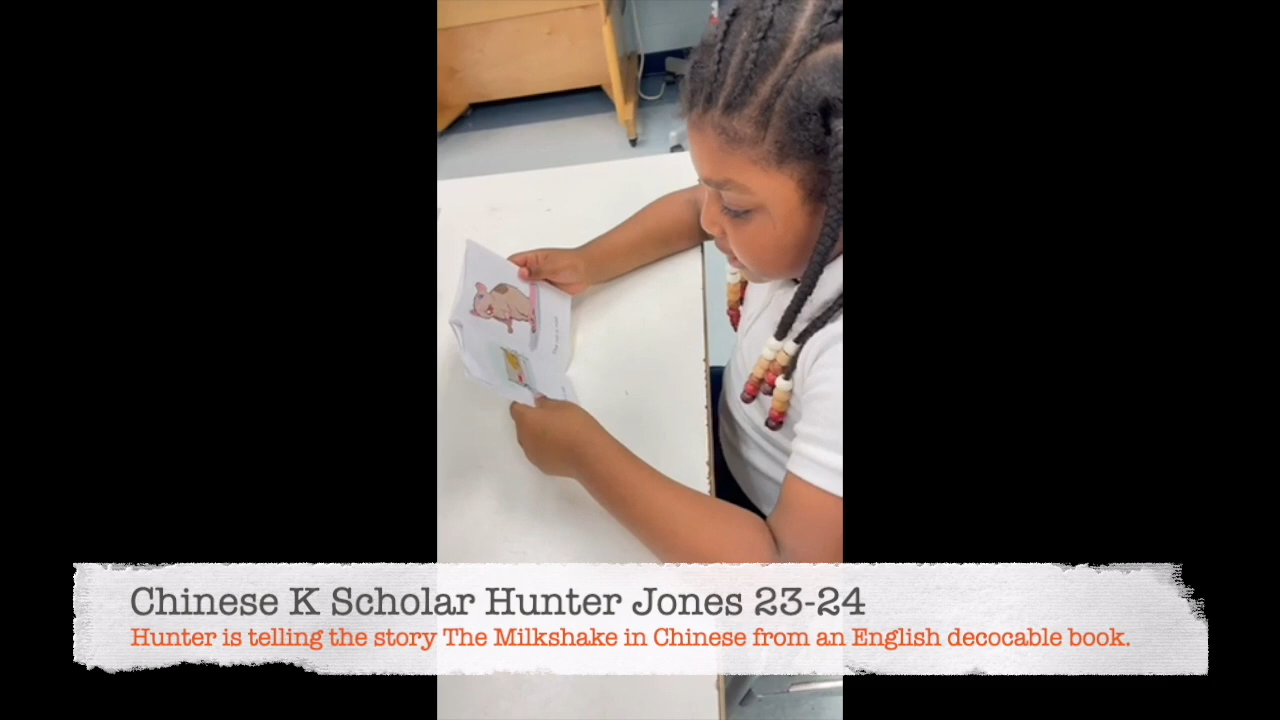 Chinese K Scholar Hunter Jones 23-24
Hunter is telling the story The Milkshake in Chinese from an English decocable book.